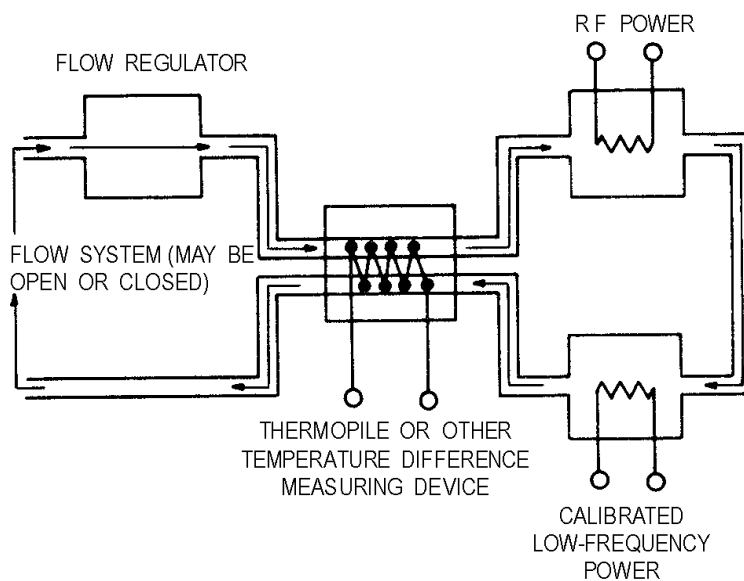 R F POWER
FLOW REGULATOR
FLOW SYSTEM (MAY BE
OPEN OR CLOSED)
THERMOPILE OR OTHER
TEMPERATURE DIFFERENCE
MEASURING DEVICE
CALIBRATED
LOW-FREQUENCY
POWER